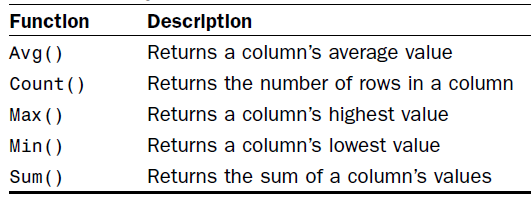 Function Description
Avg() Returns a column's average value
Count() Returns the number of rows in a column
Max() Returns a column's highest value
Min() Returns a column's lowest value
Sum() Returns the sum of a column's values